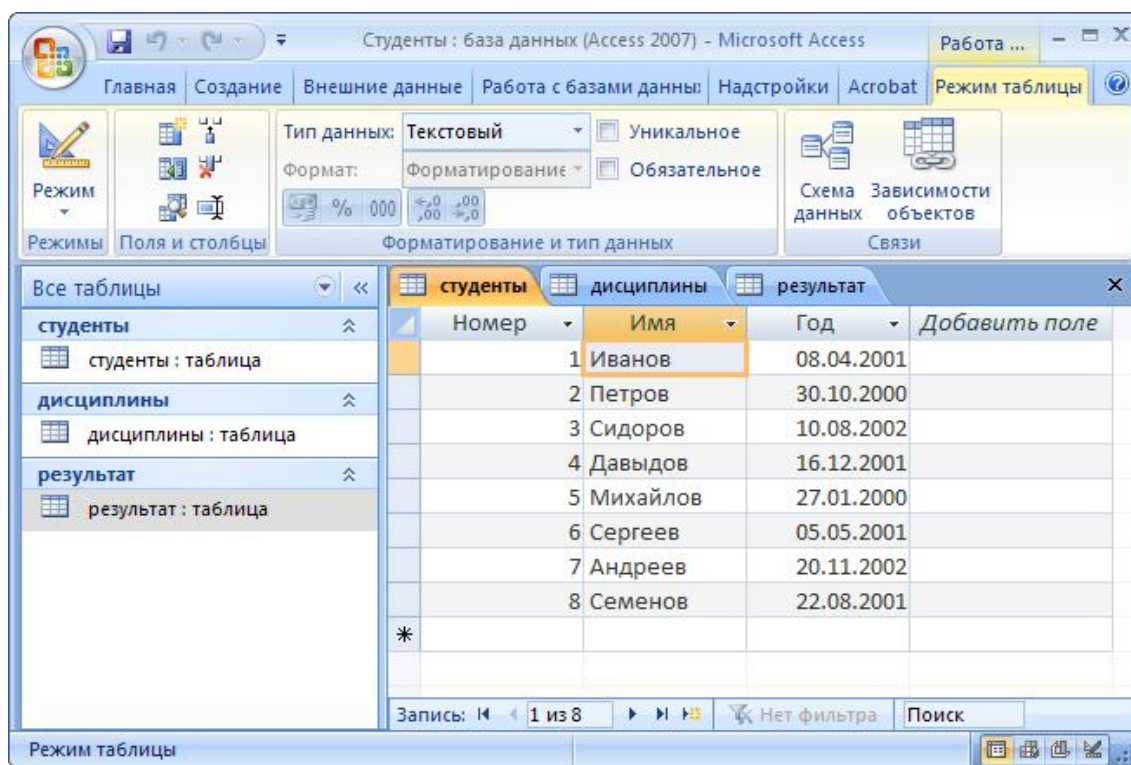 Студенты : база данных (Access 2007) - Microsoft Access
Работа ...
Главная Создание Внешние данные Работа с базами данны Надстройки Acrobat Режим таблицы
Режим
Режимы
Поля и столбцы
Тип данных: Текстовый
Уникальное
Формат: Форматирование
Обязательное
% 000
Форматирование и тип данных
Схема данных
Зависимости объектов
Связи
Все таблицы
студенты
студенты : таблица
дисциплины
дисциплины : таблица
результат
результат : таблица
студенты дисциплины результат
Номер Имя Год Добавить поле
1 Иванов 08.04.2001
2 Петров 30.10.2000
3 Сидоров 10.08.2002
4 Давыдов 16.12.2001
5 Михайлов 27.01.2000
6 Сергеев 05.05.2001
7 Андреев 20.11.2002
8 Семенов 22.08.2001
Запись: 1 из 8 Нет фильтра Поиск
Режим таблицы